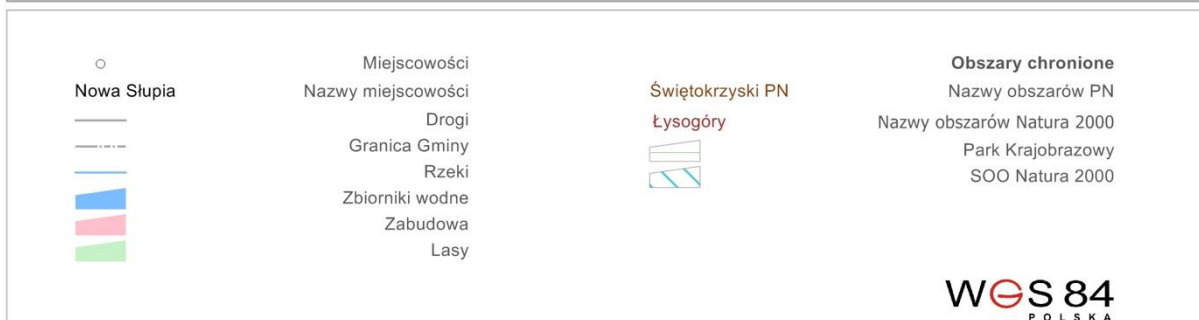 Miejscowości
Obszary chronione
Nowa Słupia
Nazwy miejscowości
Świętokrzyski PN
Nazwy obszarów PN
Drogi
Łysogóry
Nazwy obszarów Natura 2000
Granica Gminy
Park Krajobrazowy
Rzeki
SOO Natura 2000
Zbiorniki wodne
Zabudowa
Lasy
WGS 84
POLSKA